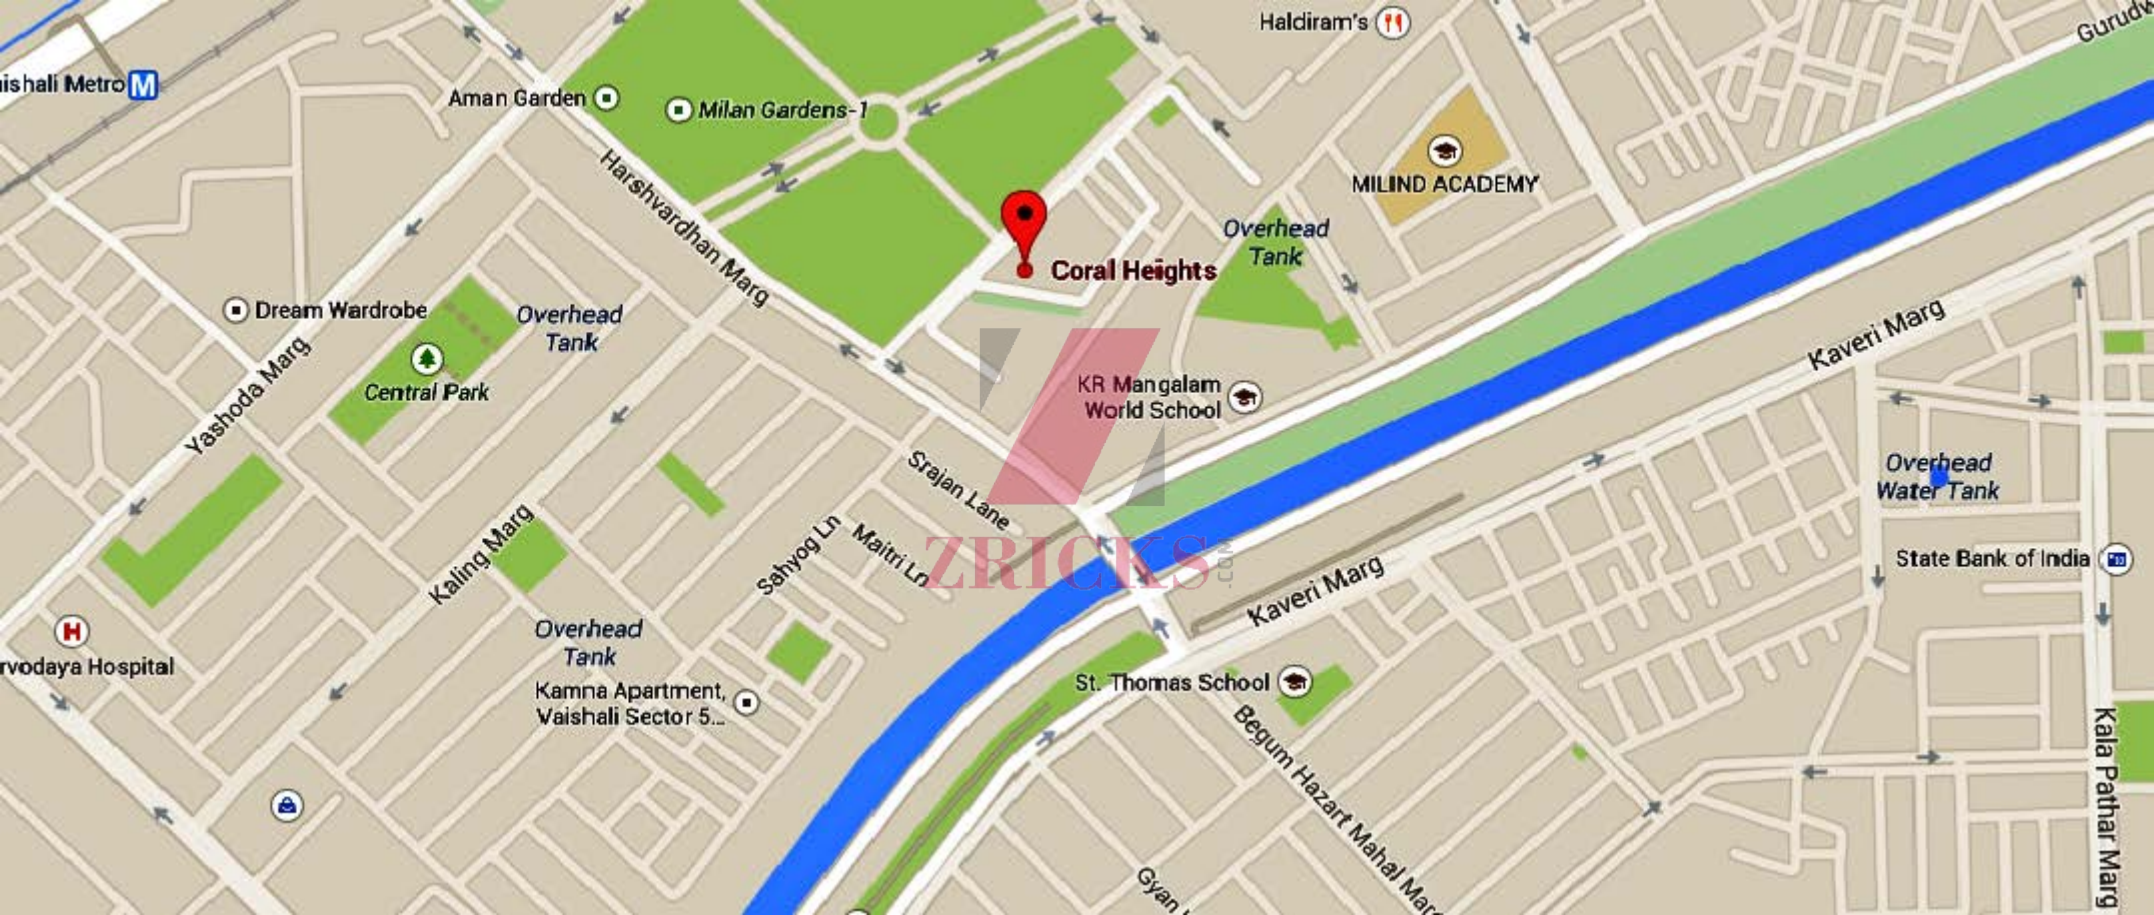 Haldiram's
Gurudw
ishali Metro M
Aman Garden
Milan Gardens-1
Harshvardhan Marg
MILIND ACADEMY
Overhead
Tank
Coral Heights
Dream Wardrobe
Overhead
Tank
Kaveri Marg
Central Park
Yashoda Marg
KR Mangalam
World School
Srajan Lane
Overhead
Water Tank
Kaling Marg
Sahyog Ln
Maitri Ln
ZRICKS
.COM
Kaveri Marg
State Bank of India
H
rvodaya Hospital
Overhead
Tank
Kamna Apartment,
Vaishali Sector 5...
St. Thomas School
Begum Hazart Mahal Marg
Kala Pathar Marg
Gyan